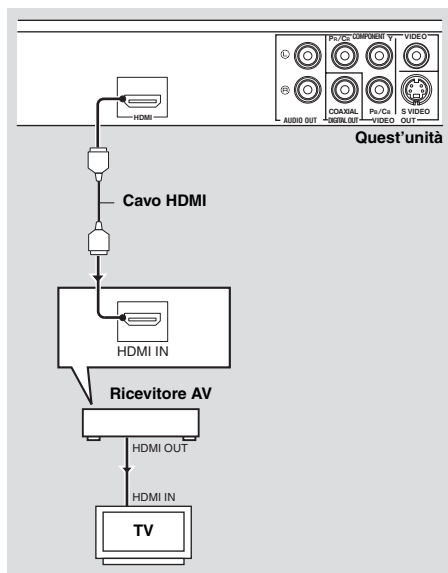 PR/CR COMPONENT Y VIDEO
L
R
HDMI
AUDIO OUT
COAXIAL
DIGITAL OUT
PB/CB
VIDEO OUT
S VIDEO
Quest'unità
Cavo HDMI
HDMI IN
Ricevitore AV
HDMI OUT
HDMI IN
TV